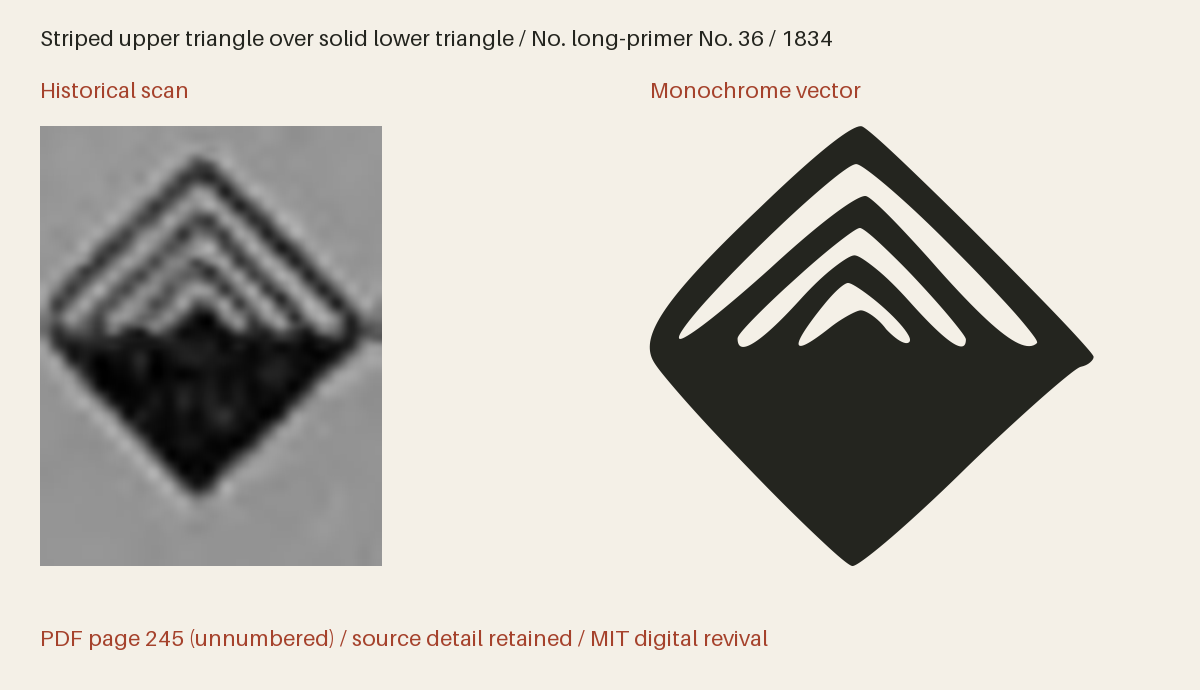 Striped upper triangle over solid lower triangle / No. long-primer No. 36 / 1834
Historical scan
Monochrome vector
PDF page 245 (unnumbered) / source detail retained / MIT digital revival